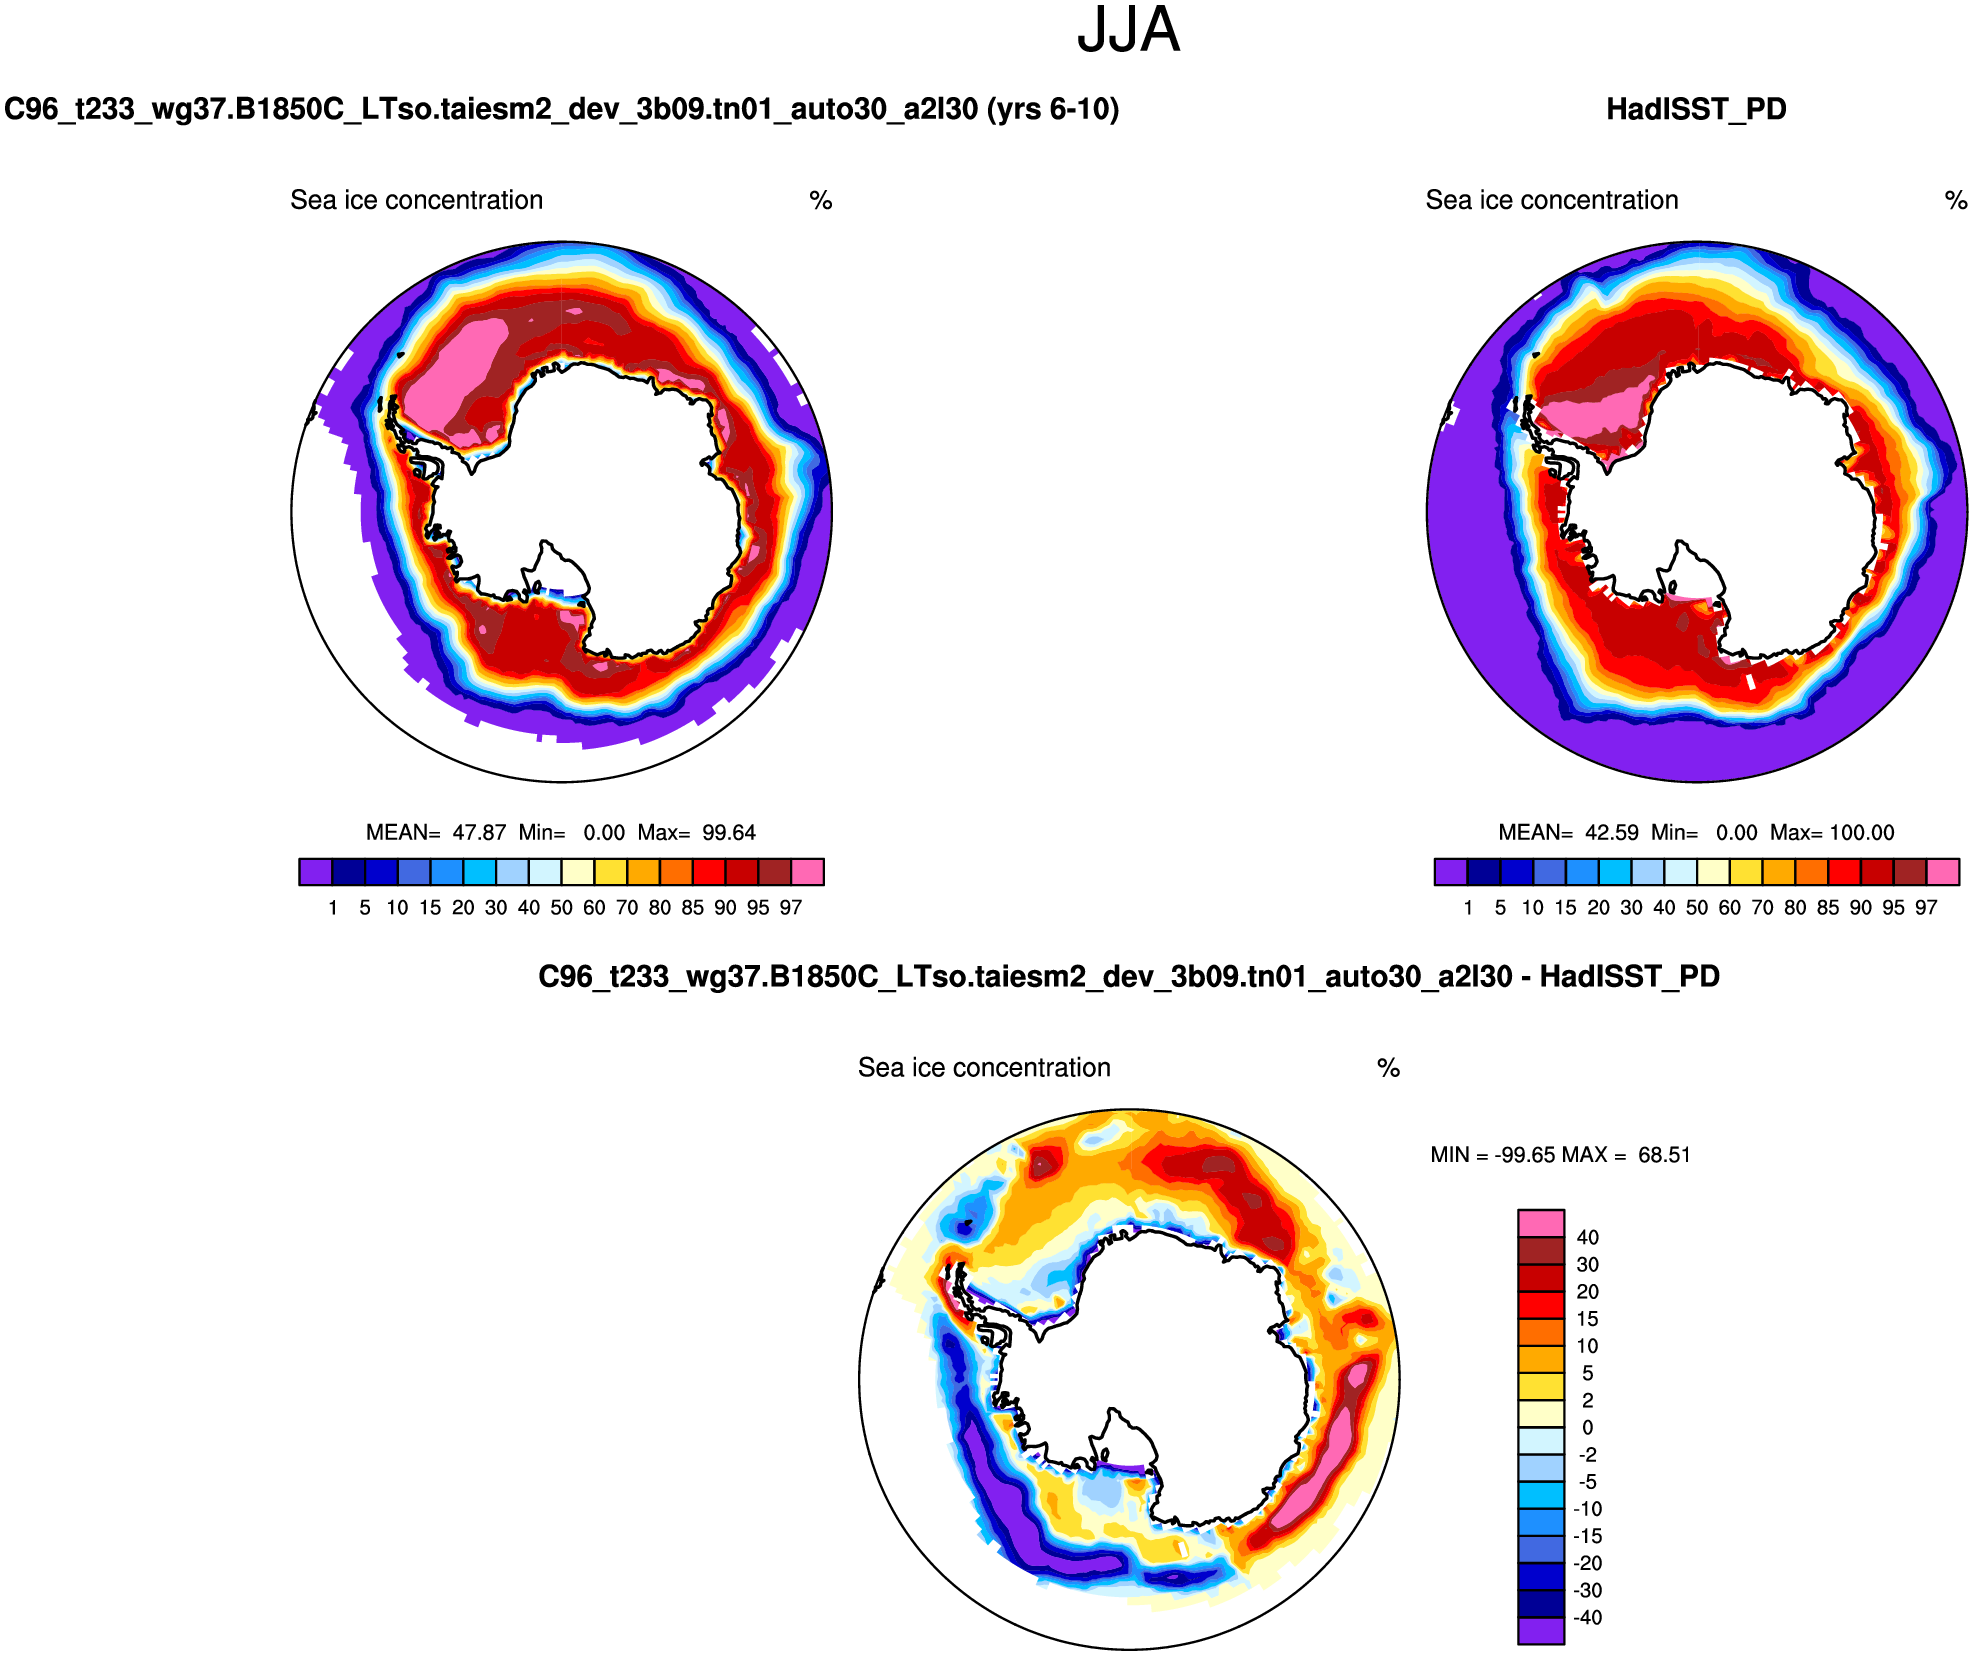 JJA
C96_t233_wg37.B1850C_LTso.taiesm2_dev_3b09.tn01_auto30_a2l30 (yrs 6-10)
HadISST_PD
Sea ice concentration %
Sea ice concentration %
MEAN= 47.87 Min= 0.00 Max= 99.64
MEAN= 42.59 Min= 0.00 Max= 100.00
1 5 10 15 20 30 40 50 60 70 80 85 90 95 97
1 5 10 15 20 30 40 50 60 70 80 85 90 95 97
C96_t233_wg37.B1850C_LTso.taiesm2_dev_3b09.tn01_auto30_a2l30 - HadISST_PD
Sea ice concentration %
MIN = -99.65 MAX = 68.51
40
30
20
15
10
5
2
0
-2
-5
-10
-15
-20
-30
-40